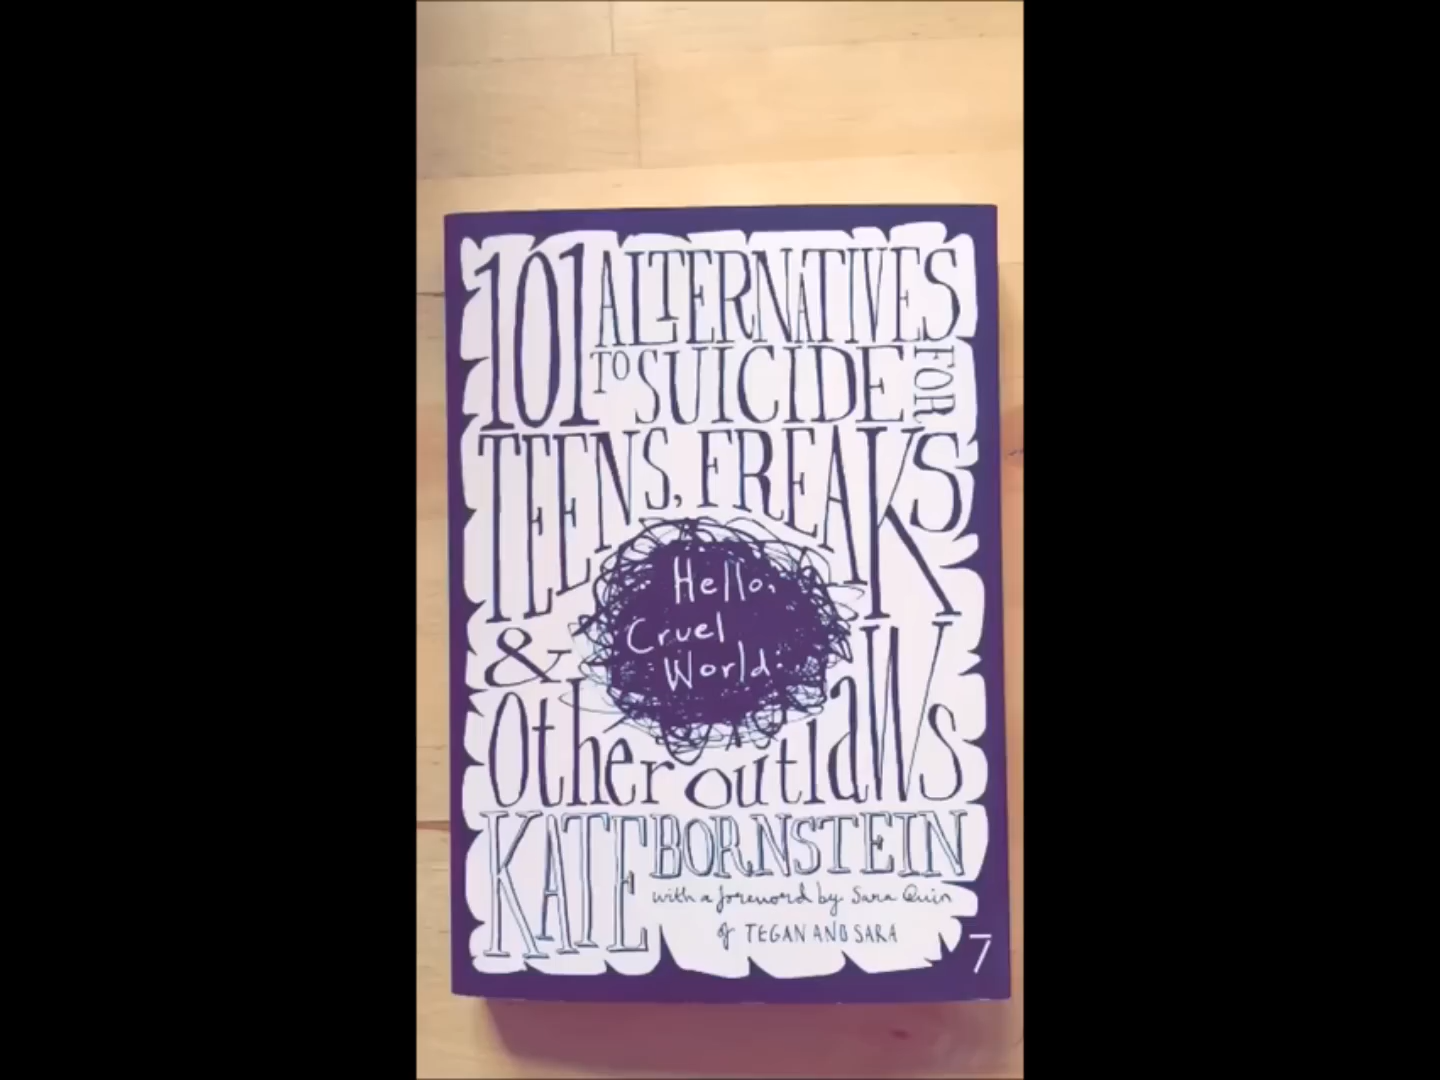 101 ALTERNATIVES
TO SUICIDE FOR
TEENS, FREAKS
Hello,
Cruel
World:
& Other outlaws
KATE BORNSTEIN
with a foreword by Sara Quin
of TEGAN AND SARA
7